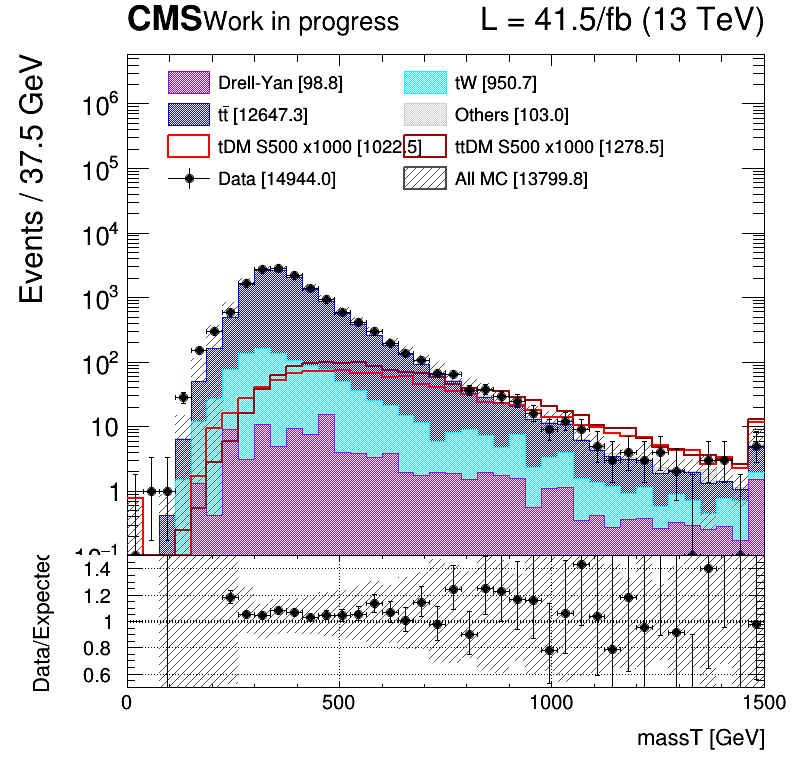 CMS Work in progress L = 41.5/fb (13 TeV)
Events / 37.5 GeV
Drell-Yan [98.8] tW [950.7]
tt̄ [12647.3] Others [103.0]
tDM S500 x1000 [1022.5] ttDM S500 x1000 [1278.5]
Data [14944.0] All MC [13799.8]
10⁶
10⁵
10⁴
10³
10²
10
1
10⁻¹
Data/Expected
1.4
1.2
1
0.8
0.6
0 500 1000 1500
massT [GeV]